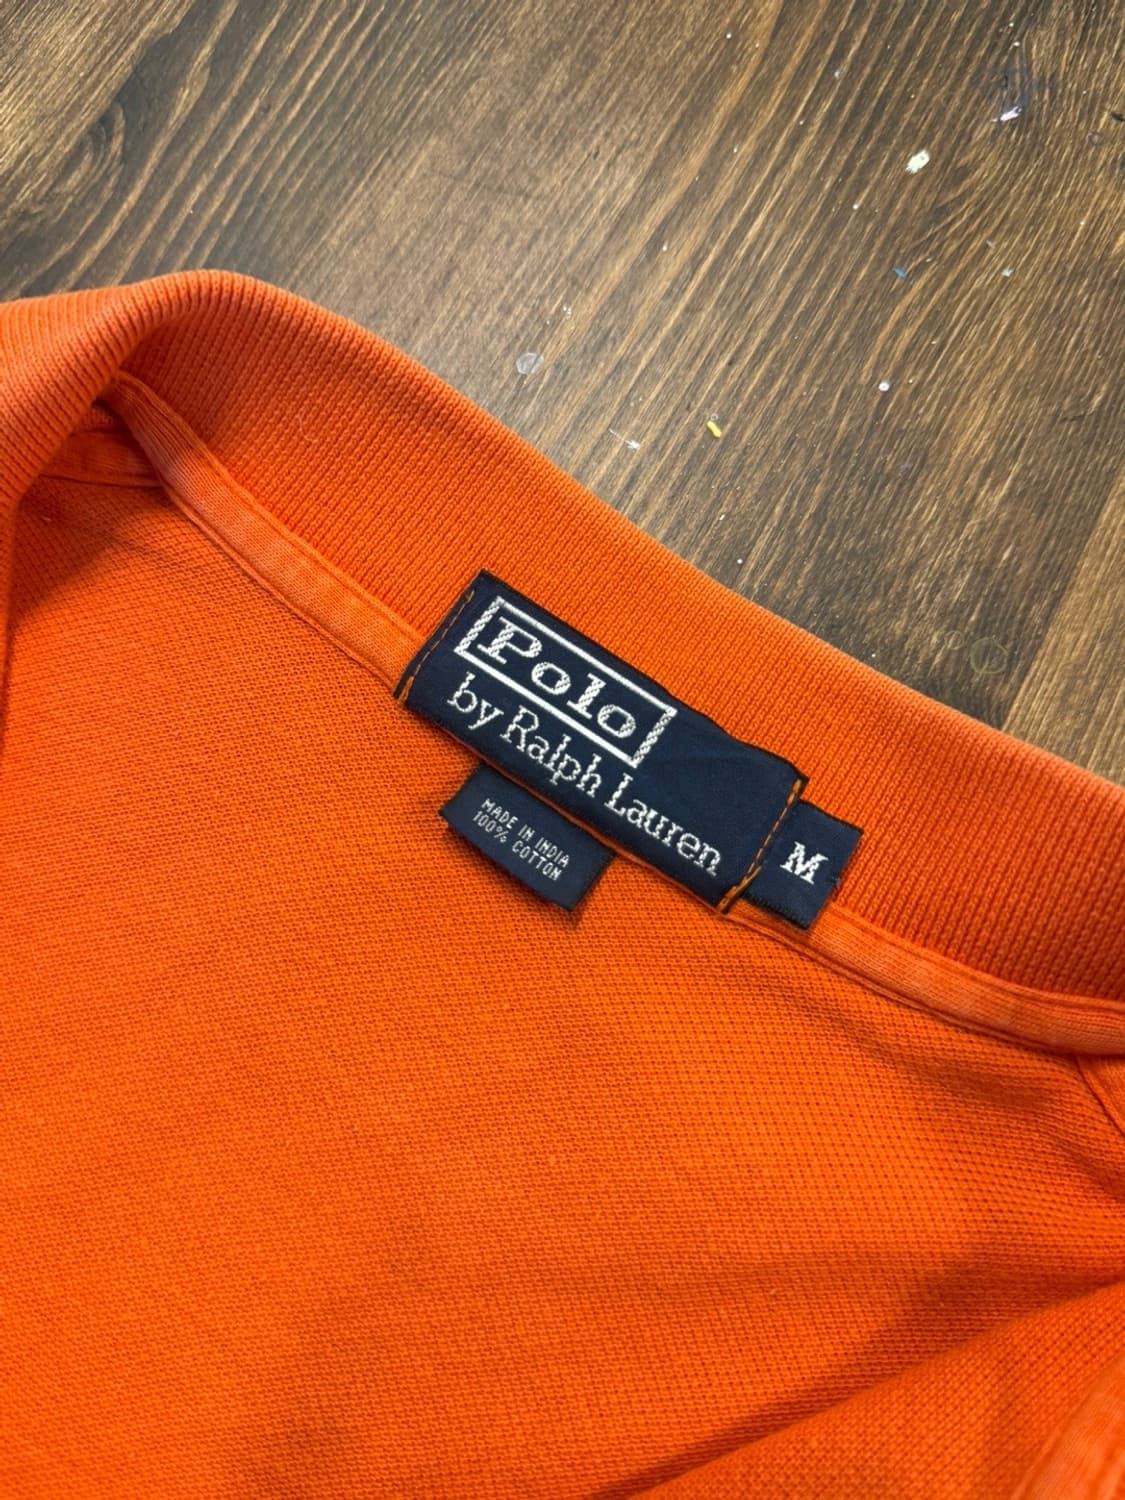 Polo
by Ralph Lauren
M
MADE IN INDIA
100% COTTON